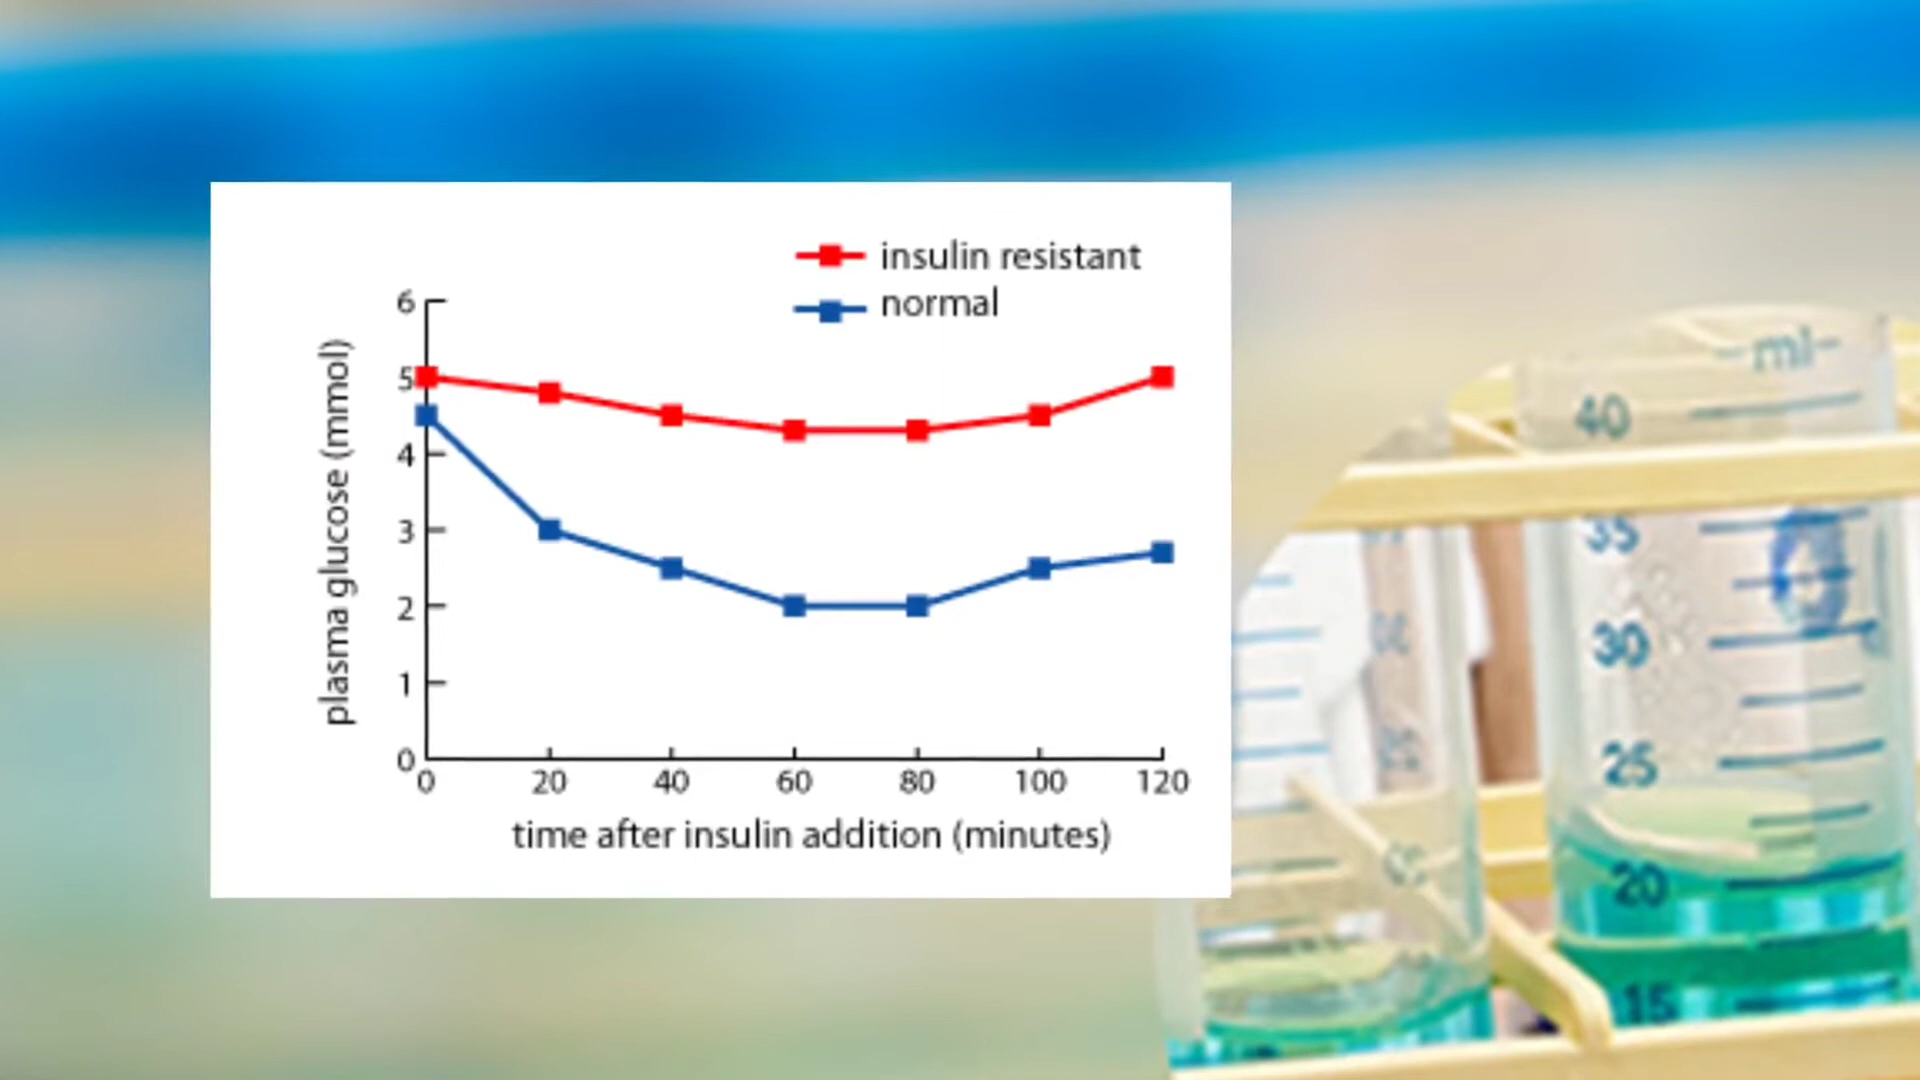 insulin resistant
normal
plasma glucose (mmol)
6
5
4
3
2
1
0
0 20 40 60 80 100 120
time after insulin addition (minutes)
ml
40
35
30
25
20
15